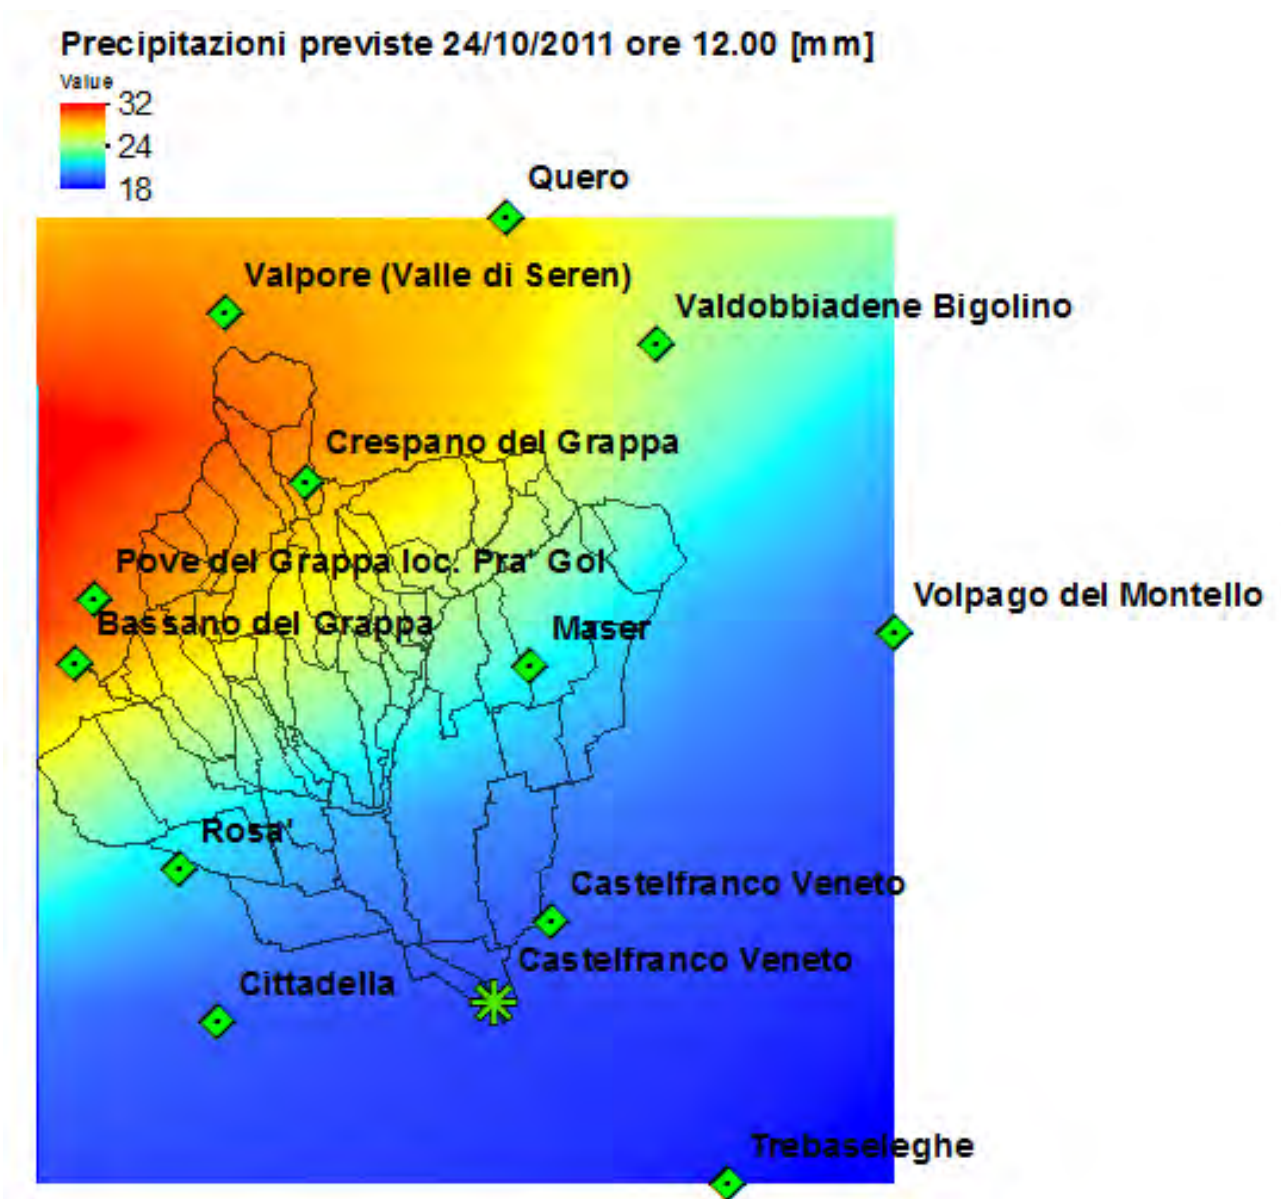 Precipitazioni previste 24/10/2011 ore 12.00 [mm]
Value
32
24
18
Quero
Valpore (Valle di Seren)
Valdobbiadene Bigolino
Crespano del Grappa
Pove del Grappa loc. Pra' Gol
Volpago del Montello
Bassano del Grappa
Maser
Rosa'
Castelfranco Veneto
Castelfranco Veneto
Cittadella
Trebaseleghe